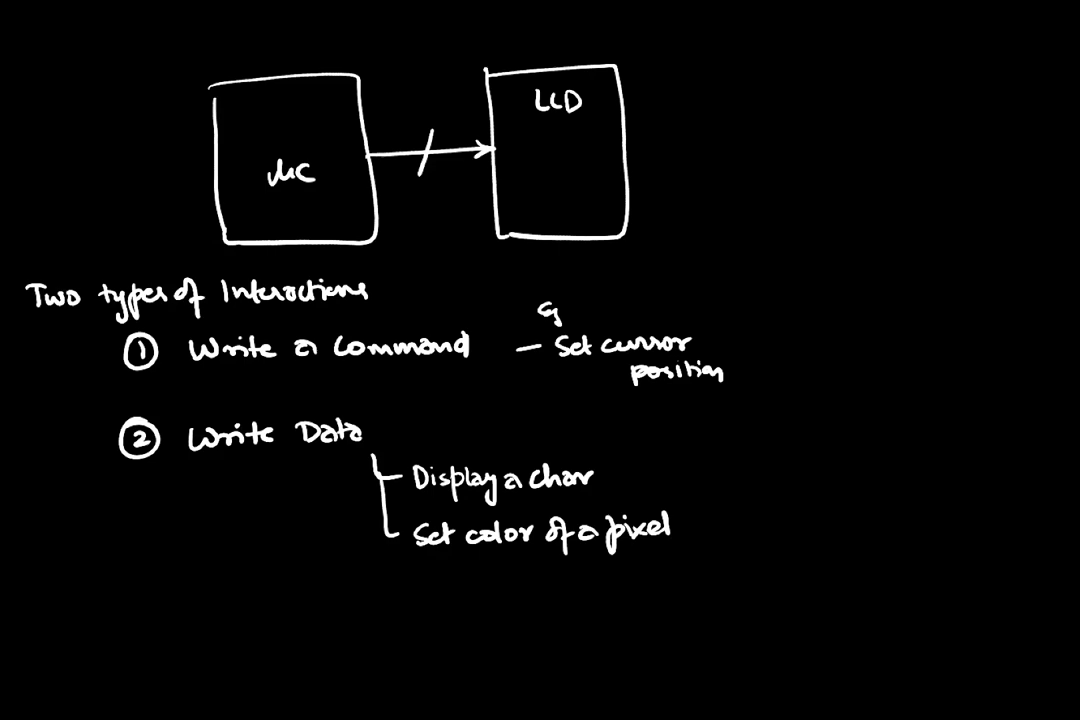 LCD
μC
Two types of Interactions
Eg
① Write a Command — Set cursor
position
② Write Data
Display a char
Set color of a pixel